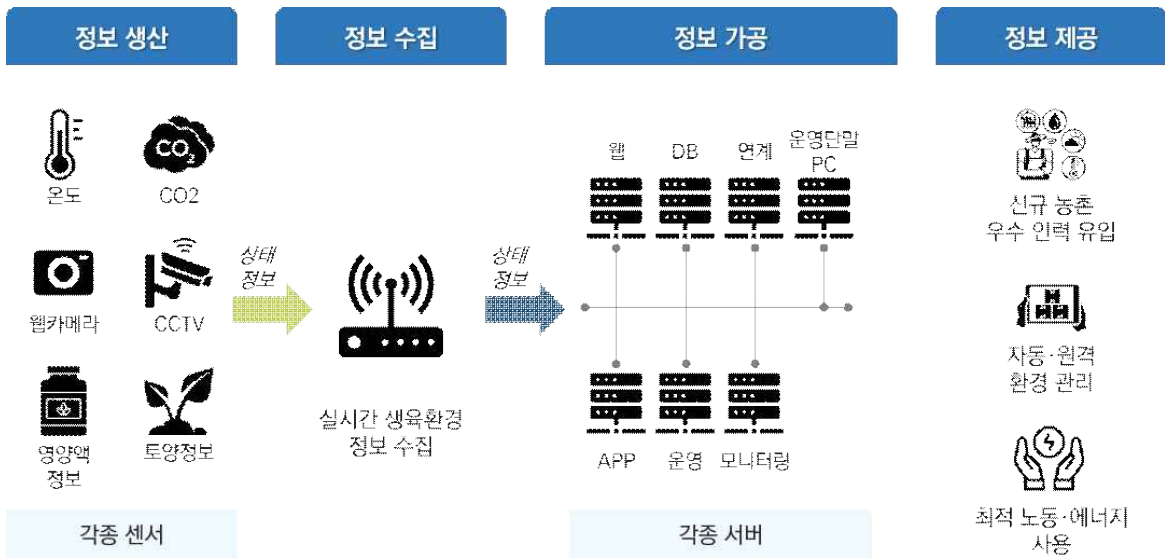 정보 생산
정보 수집
정보 가공
정보 제공
온도
CO₂
CO2
웹카메라
CCTV
영양액
정보
토양정보
각종 센서
상태
정보
실시간 생육환경
정보 수집
상태
정보
웹
DB
연계
운영단말
PC
APP
운영
모니터링
각종 서버
신규 농촌
우수 인력 유입
자동·원격
환경 관리
최적 노동·에너지
사용